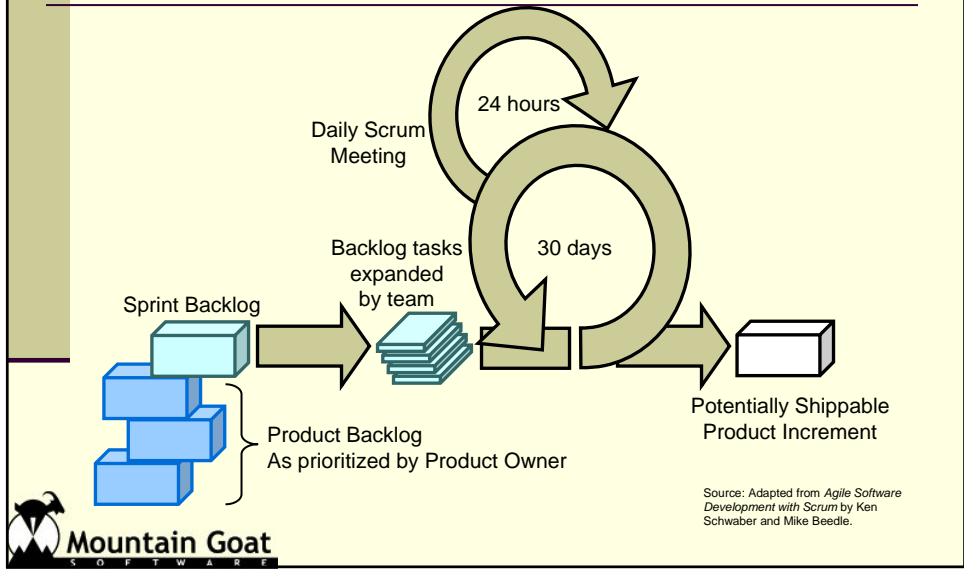 24 hours
Daily Scrum
Meeting
Backlog tasks
expanded
by team
30 days
Sprint Backlog
Potentially Shippable
Product Increment
Product Backlog
As prioritized by Product Owner
Source: Adapted from Agile Software
Development with Scrum by Ken
Schwaber and Mike Beedle.
Mountain Goat
SOFTWARE